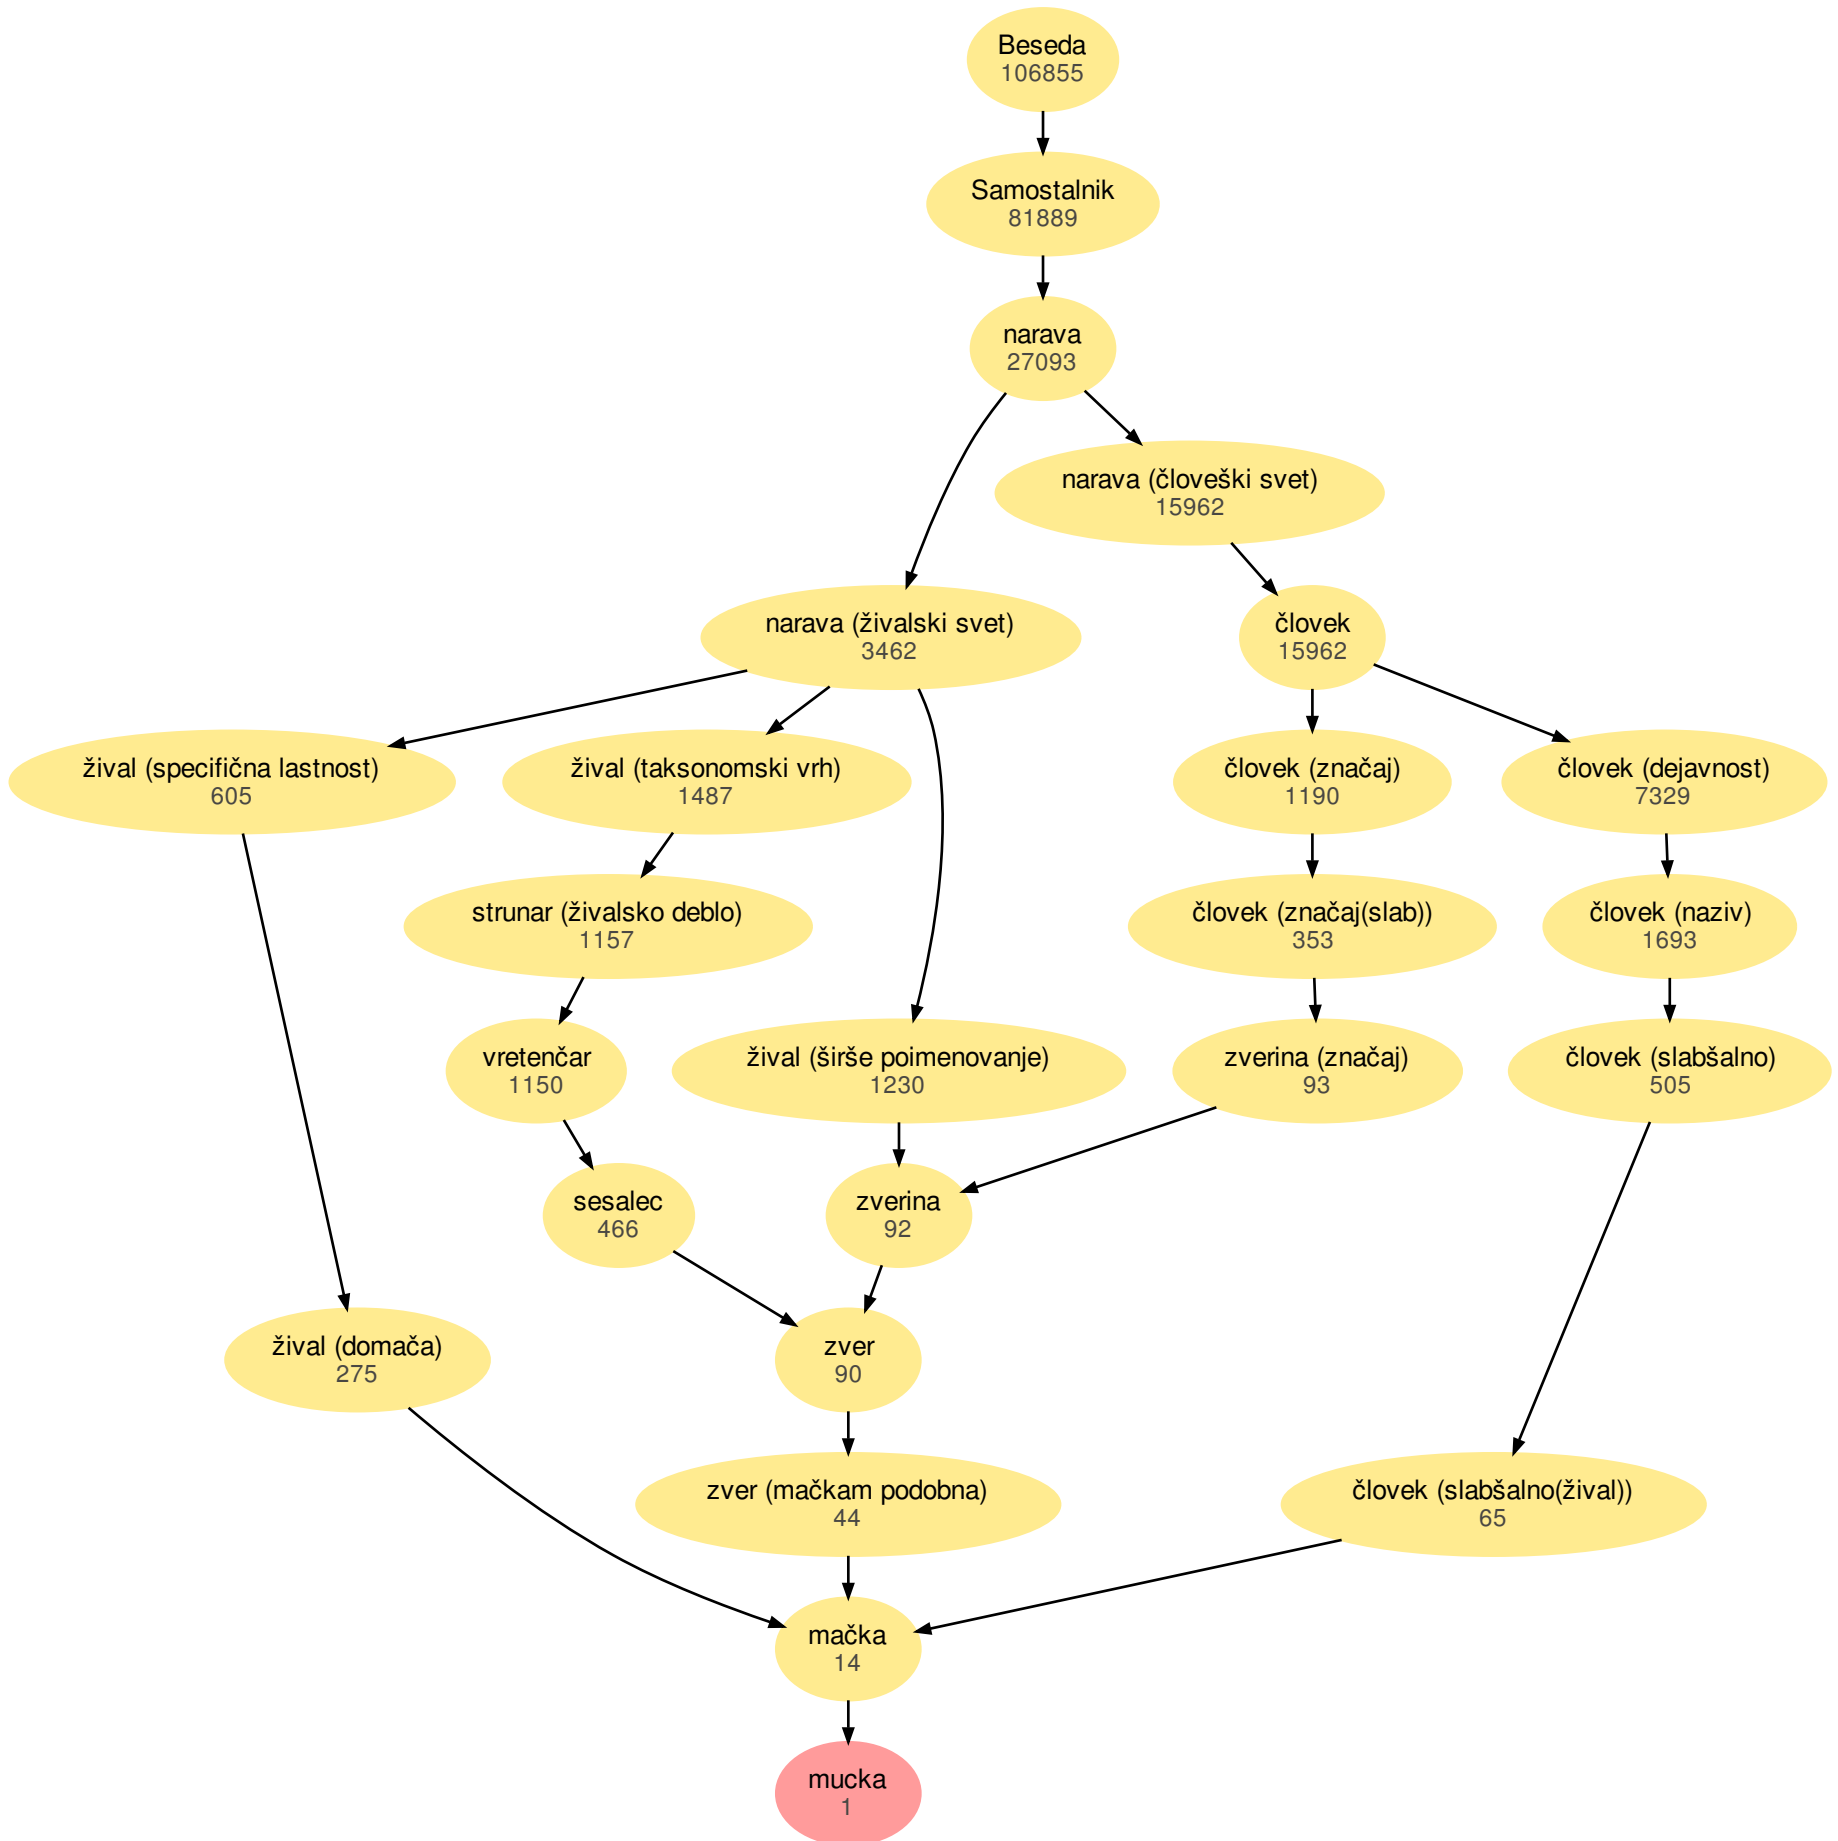 Beseda
106855
Samostalnik
81889
narava
27093
narava (človeški svet)
15962
narava (živalski svet)
3462
človek
15962
žival (specifična lastnost)
605
žival (taksonomski vrh)
1487
človek (značaj)
1190
človek (dejavnost)
7329
strunar (živalsko deblo)
1157
človek (značaj(slab))
353
človek (naziv)
1693
vretenčar
1150
žival (širše poimenovanje)
1230
zverina (značaj)
93
človek (slabšalno)
505
sesalec
466
zverina
92
žival (domača)
275
zver
90
zver (mačkam podobna)
44
človek (slabšalno(žival))
65
mačka
14
mucka
1